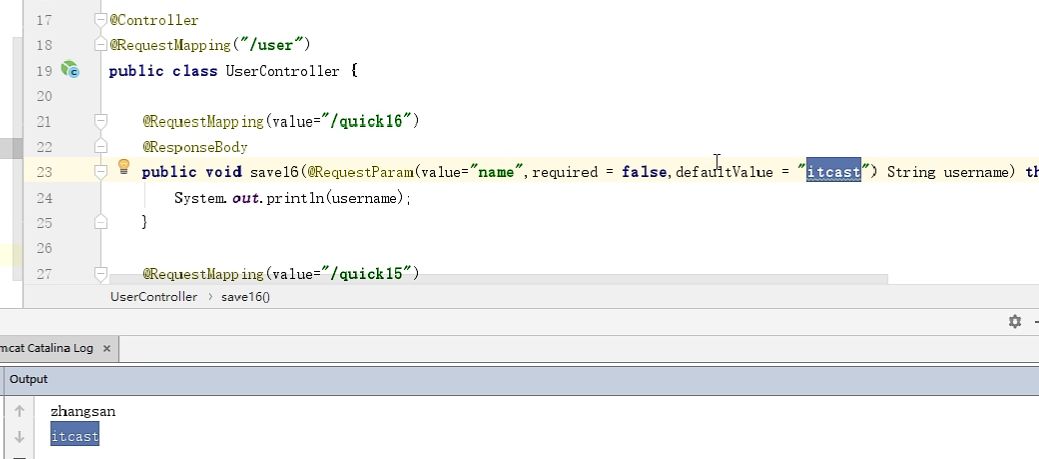 17 @Controller
18 @RequestMapping("/user")
19 public class UserController {
20
21 @RequestMapping(value="/quick16")
22 @ResponseBody
23 public void save16(@RequestParam(value="name",required = false,defaultValue = "itcast") String username) th
24 System.out.println(username);
25 }
26
27 @RequestMapping(value="/quick15")
UserController › save16()
mcat Catalina Log ×
Output
zhangsan
itcast